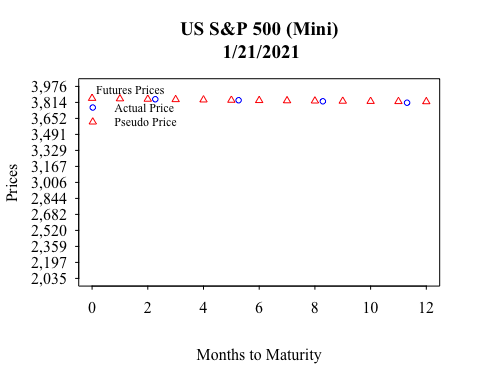 US S&P 500 (Mini)
1/21/2021
3,976
3,814
3,652
3,491
3,329
3,167
3,006
2,844
2,682
2,520
2,359
2,197
2,035
Prices
Futures Prices
Actual Price
Pseudo Price
0 2 4 6 8 10 12
Months to Maturity